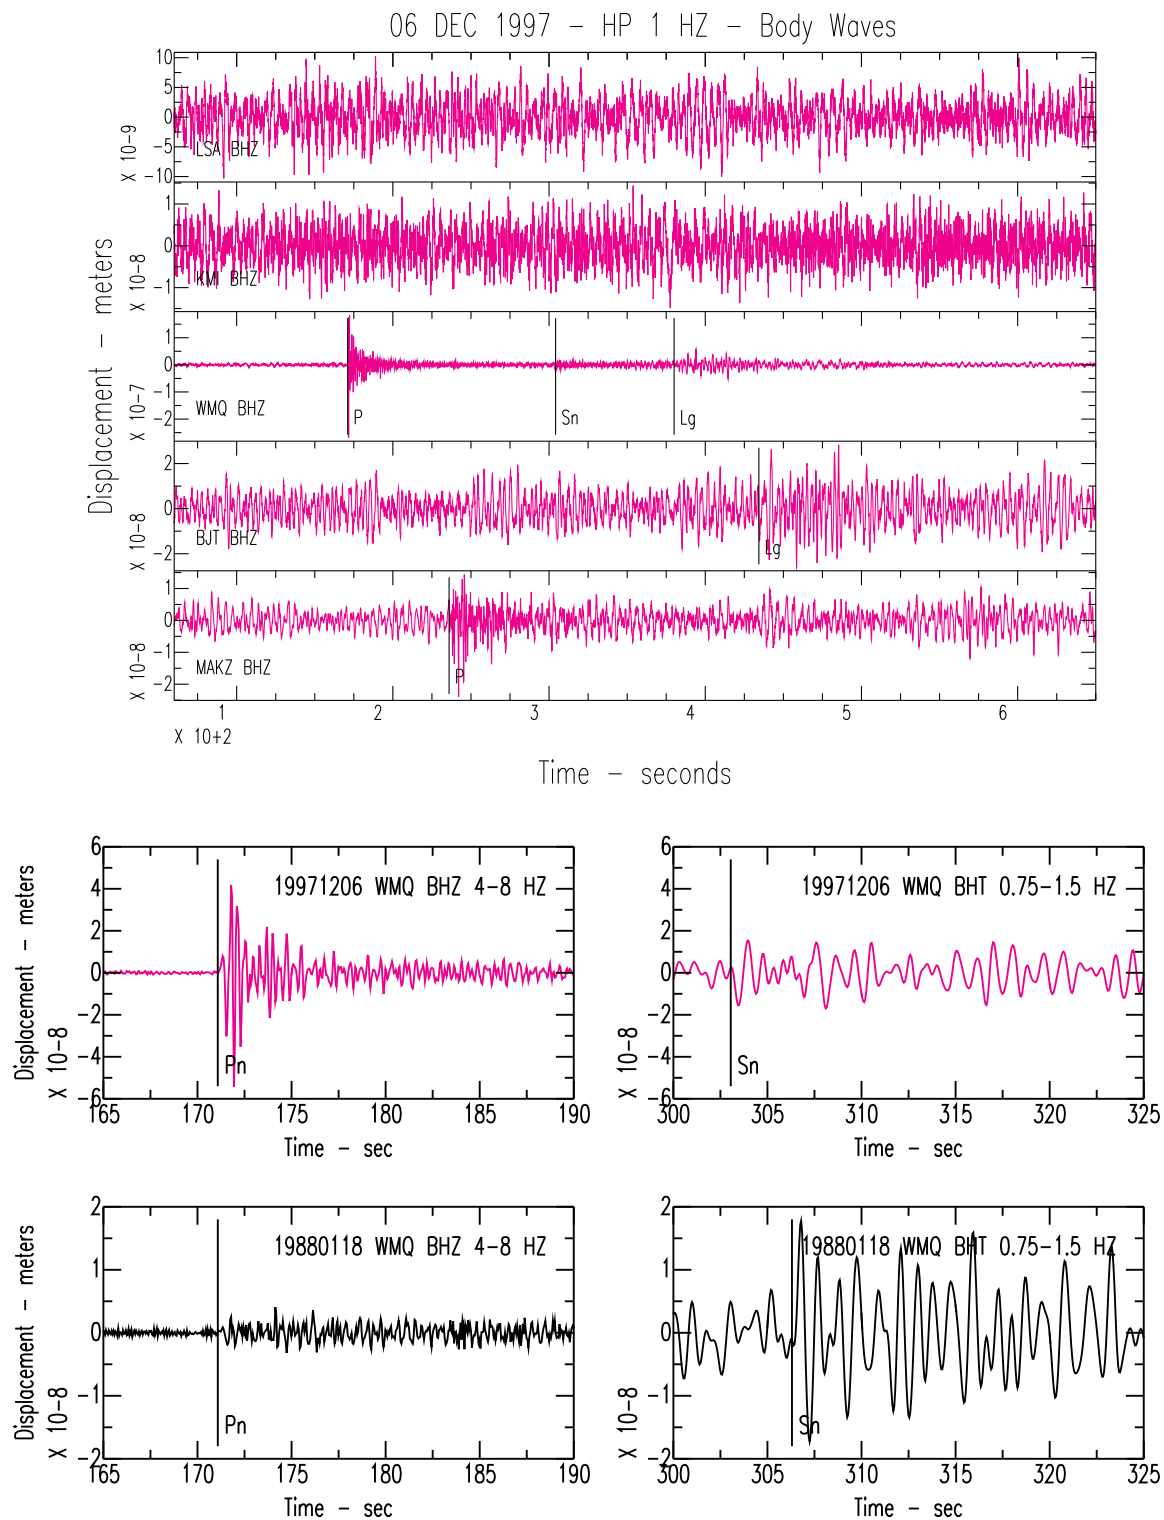 06 DEC 1997 – HP 1 HZ – Body Waves
Displacement – meters
10
5
0
−5
−10
X 10−9
LSA BHZ
1
0
−1
X 10−8
KMI BHZ
1
0
−1
−2
X 10−7
WMQ BHZ
P
Sn
Lg
2
0
−2
X 10−8
BJT BHZ
Lg
1
0
−1
−2
X 10−8
MAKZ BHZ
P
1 2 3 4 5 6
X 10+2
Time – seconds
Displacement – meters
X 10−8
6
4
2
0
−2
−4
−6
19971206 WMQ BHZ 4−8 HZ
Pn
165 170 175 180 185 190
Time – sec
X 10−8
6
4
2
0
−2
−4
−6
19971206 WMQ BHT 0.75−1.5 HZ
Sn
300 305 310 315 320 325
Time – sec
Displacement – meters
X 10−8
2
1
0
−1
−2
19880118 WMQ BHZ 4−8 HZ
Pn
165 170 175 180 185 190
Time – sec
X 10−8
2
1
0
−1
−2
19880118 WMQ BHT 0.75−1.5 HZ
Sn
300 305 310 315 320 325
Time – sec